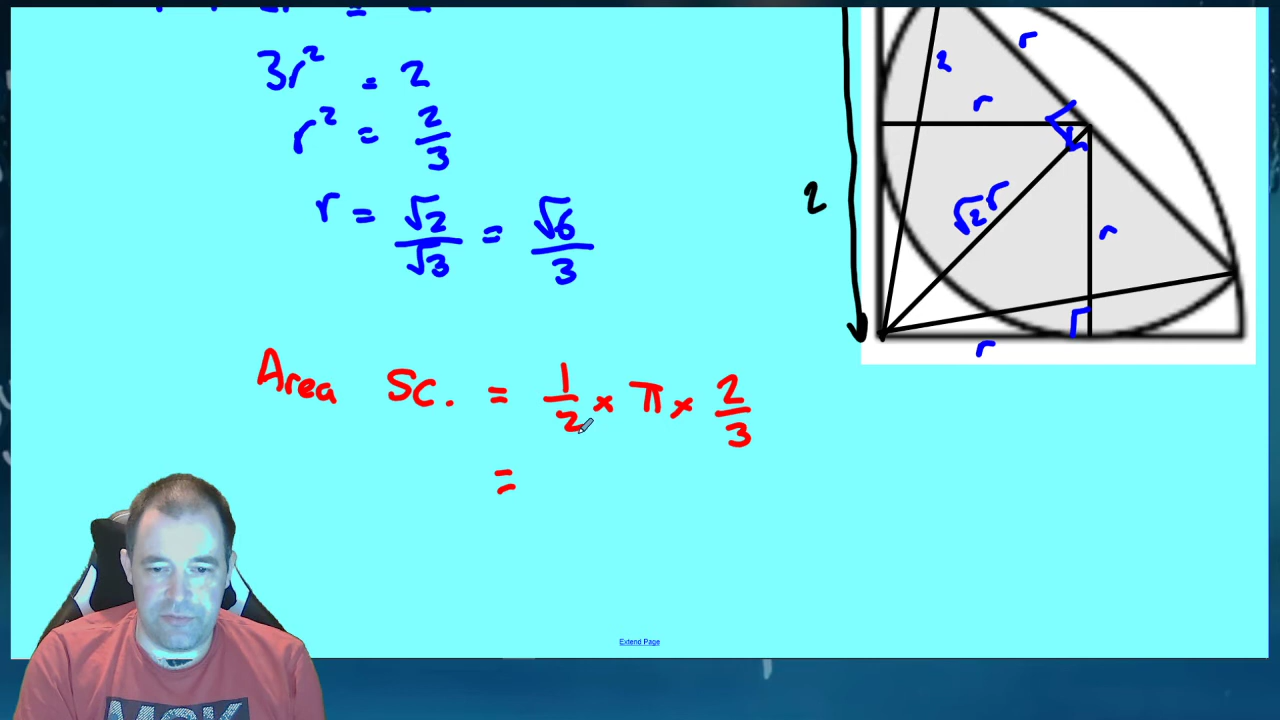 3r² = 2
r² = 2/3
r = √2/√3 = √6/3
Area SC. = 1/2 × π × 2/3
=
r
2
r
2
√2 r
r
r
Extend Page